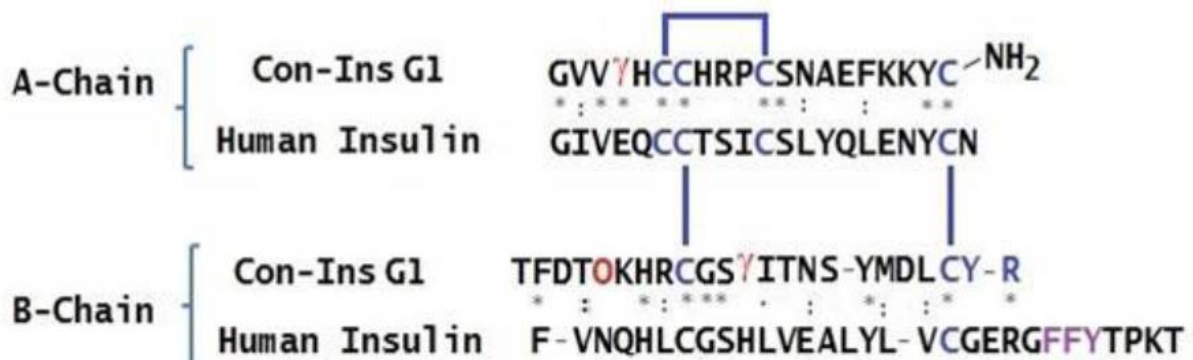 A-Chain
Con-Ins G1 GVVγHCCHRPCSNAEFKKYC-NH2
* : * * * * * * : : * *
Human Insulin GIVEQCCTSICSLYQLENYCN
B-Chain
Con-Ins G1 TFDTOKHRCGSγITNS-YMDLCY-R
* : * : * * * . : * : : * *
Human Insulin F-VNQHLCGSHLVEALYL-VCGERGFFYTPKT